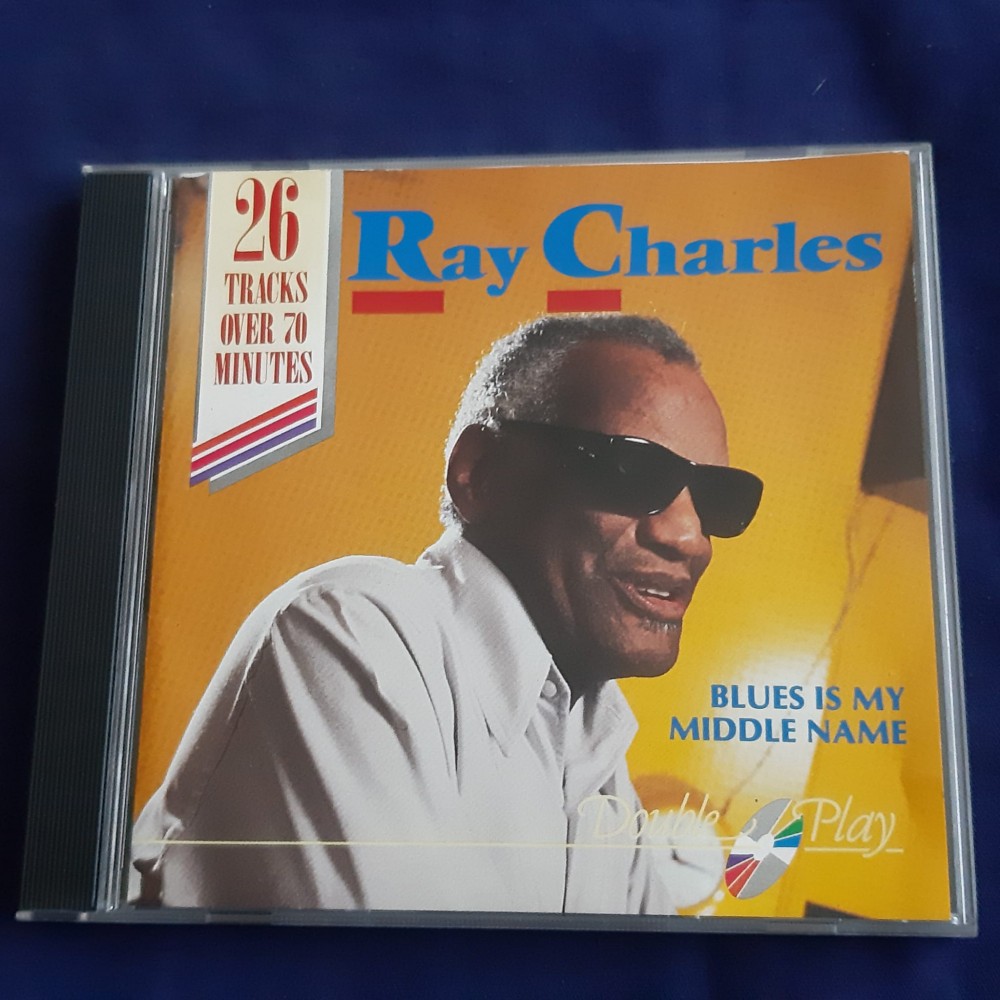 26
TRACKS
OVER 70
MINUTES
Ray Charles
BLUES IS MY
MIDDLE NAME
Double Play